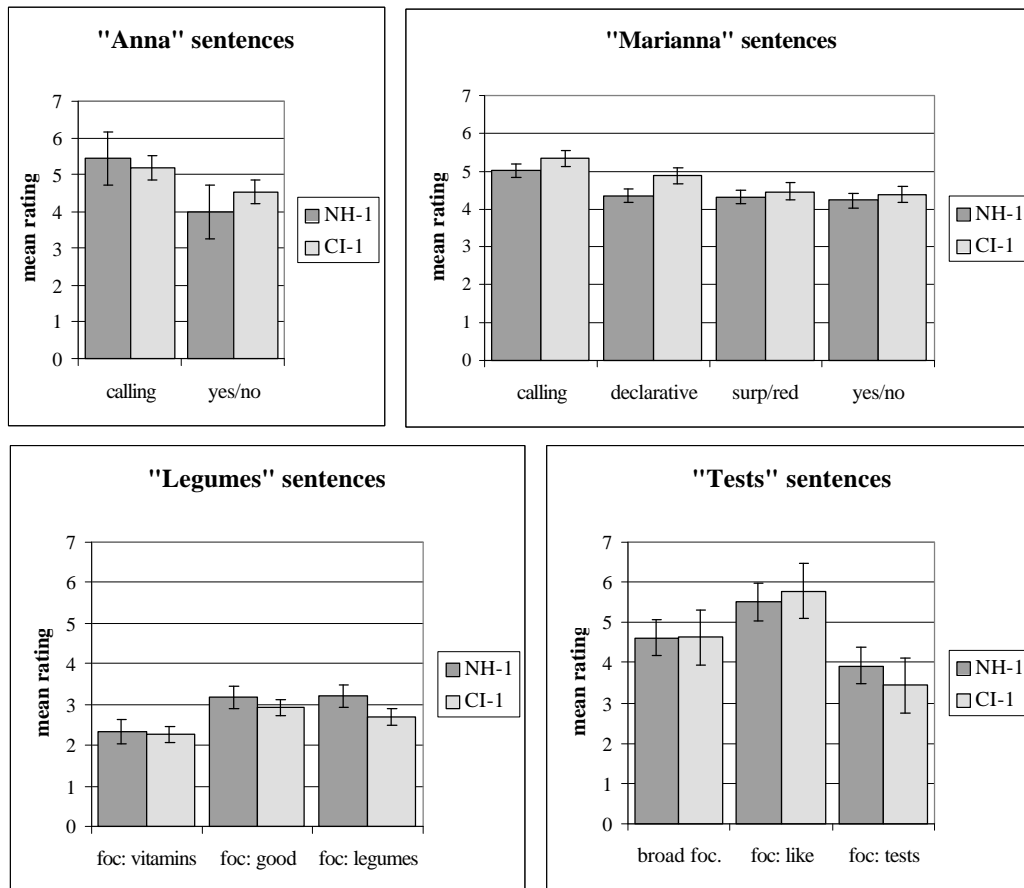 "Anna" sentences
7
6
5
4
3
2
1
0
mean rating
calling yes/no
NH-1
CI-1
"Marianna" sentences
7
6
5
4
3
2
1
0
mean rating
calling declarative surp/red yes/no
NH-1
CI-1
"Legumes" sentences
7
6
5
4
3
2
1
0
mean rating
foc: vitamins foc: good foc: legumes
NH-1
CI-1
"Tests" sentences
7
6
5
4
3
2
1
0
mean rating
broad foc. foc: like foc: tests
NH-1
CI-1